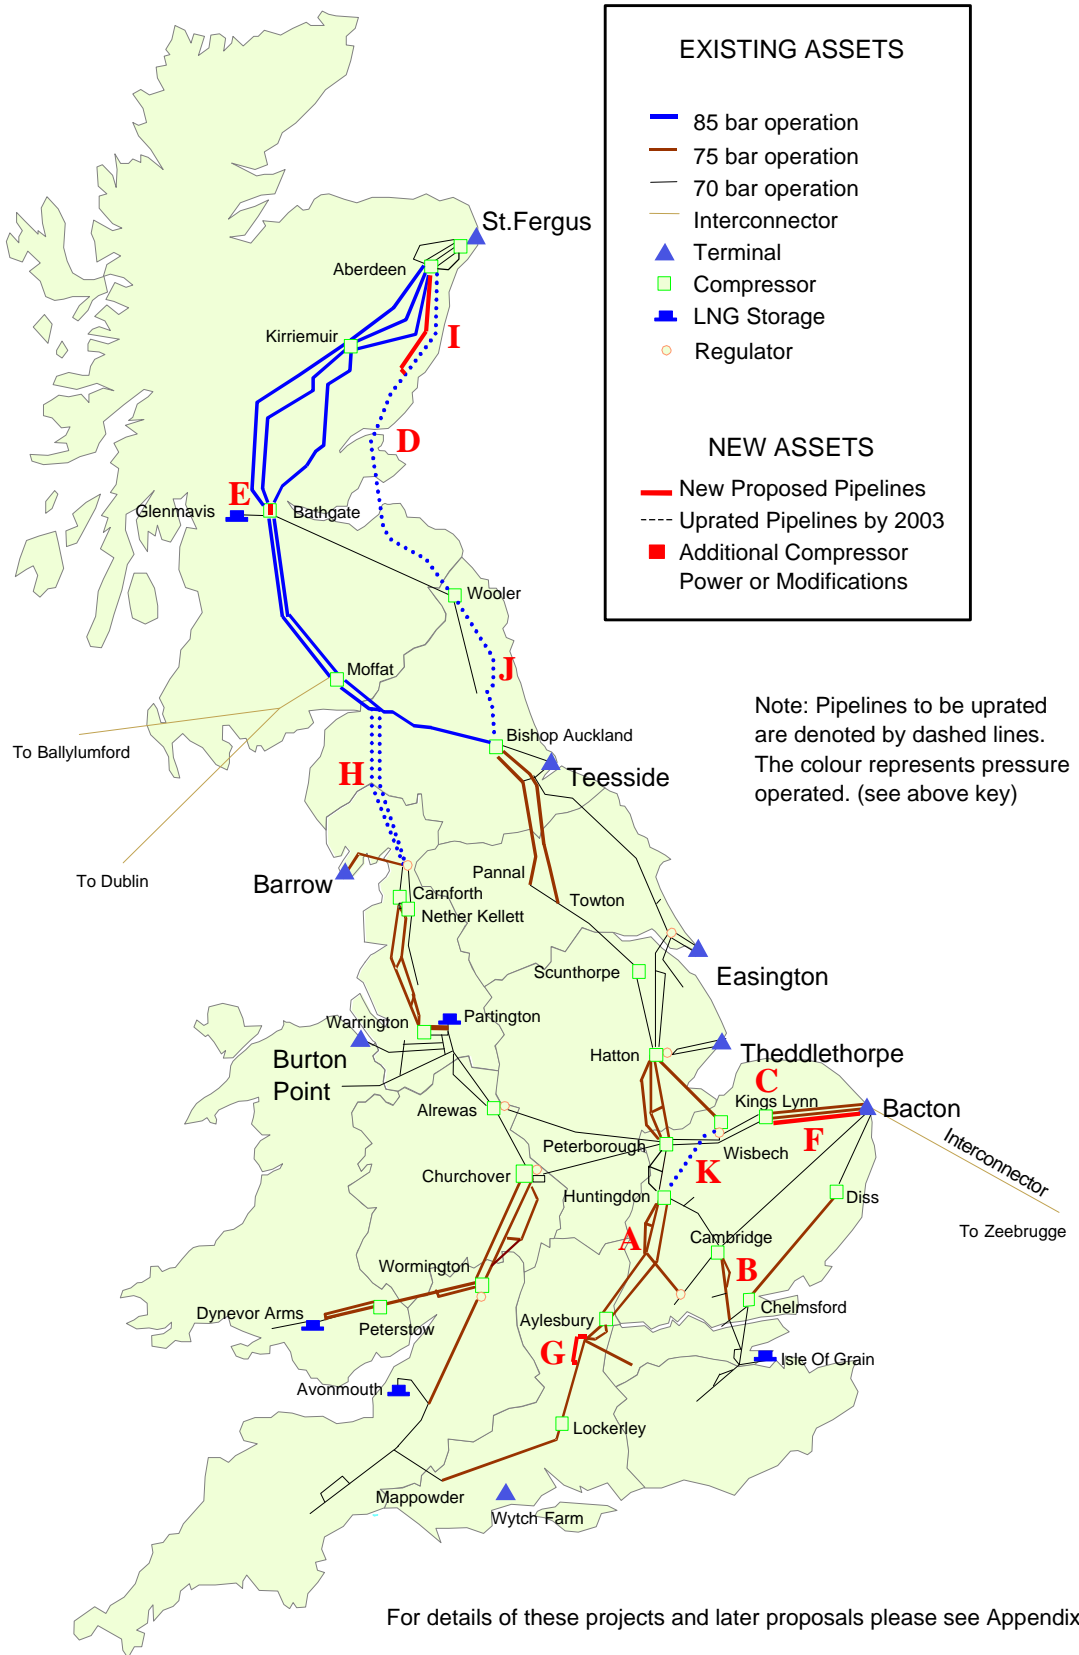 EXISTING ASSETS
85 bar operation
75 bar operation
70 bar operation
Interconnector
Terminal
Compressor
LNG Storage
Regulator
NEW ASSETS
New Proposed Pipelines
Uprated Pipelines by 2003
Additional Compressor
Power or Modifications
Note: Pipelines to be uprated
are denoted by dashed lines.
The colour represents pressure
operated. (see above key)
St.Fergus
Aberdeen
Kirriemuir
I
D
E
Glenmavis
Bathgate
Wooler
Moffat
J
To Ballylumford
Bishop Auckland
H
Teesside
To Dublin
Barrow
Pannal
Carnforth
Towton
Nether Kellett
Scunthorpe
Easington
Warrington
Partington
Burton
Point
Hatton
Theddlethorpe
C
Kings Lynn
Alrewas
Bacton
F
Peterborough
Wisbech
Interconnector
K
Churchover
Huntingdon
Diss
To Zeebrugge
A
Cambridge
B
Wormington
Dynevor Arms
Peterstow
Aylesbury
Chelmsford
G
Isle Of Grain
Avonmouth
Lockerley
Mappowder
Wytch Farm
For details of these projects and later proposals please see Appendix